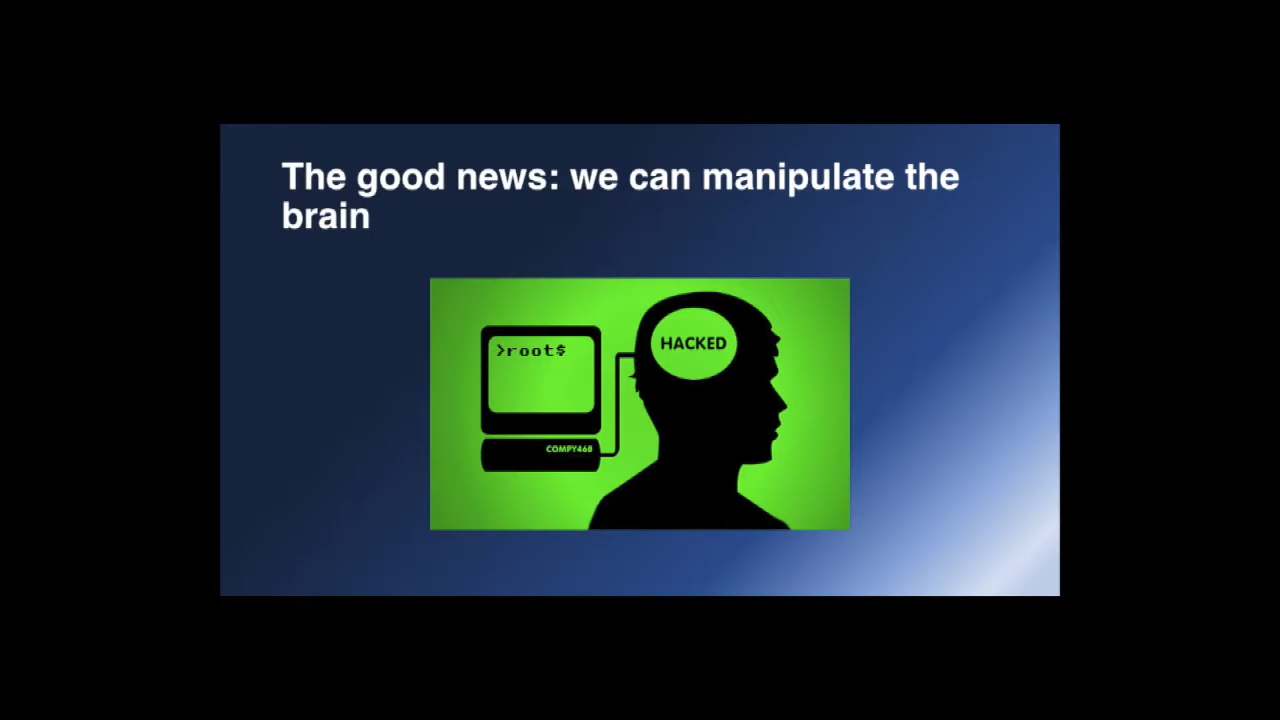 The good news: we can manipulate the
brain
>root$
HACKED
COMPY460